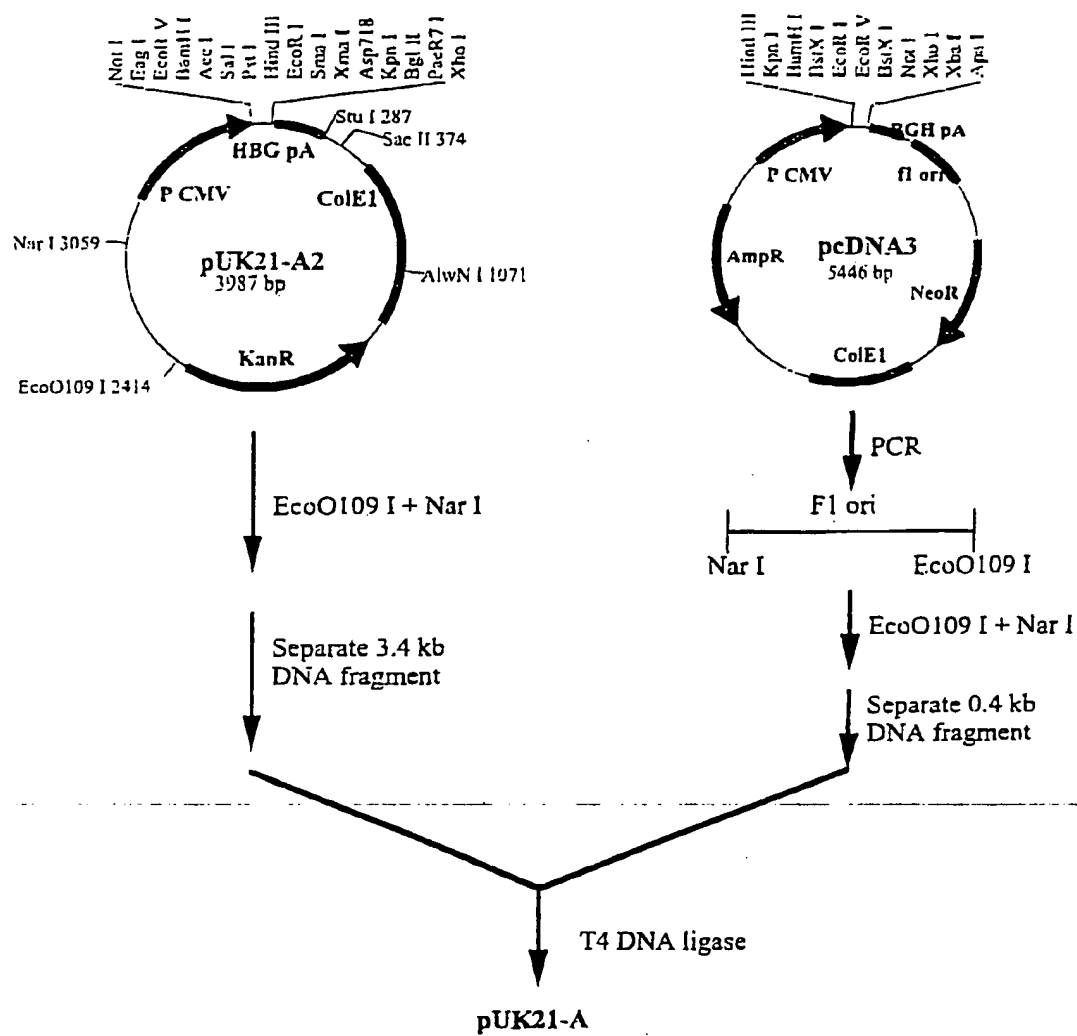 Not I
Eag I
EcoR V
BamH I
Acc I
Sal I
Pst I
Hind III
EcoR I
Sma I
Xma I
Asp718
Kpn I
Bgl II
PaeR7 I
Xho I
Stu I 287
Sac II 374
HBG pA
P CMV
ColE1
Nar I 3059
pUK21-A2
3987 bp
AlwN I 1071
KanR
EcoO109 I 2414
Hind III
Kpn I
BamH I
BstX I
EcoR I
EcoR V
BstX I
Not I
Xho I
Xba I
Apa I
BGH pA
P CMV
f1 ori
AmpR
pcDNA3
5446 bp
NeoR
ColE1
PCR
EcoO109 I + Nar I
F1 ori
Nar I
EcoO109 I
EcoO109 I + Nar I
Separate 3.4 kb
DNA fragment
Separate 0.4 kb
DNA fragment
T4 DNA ligase
pUK21-A